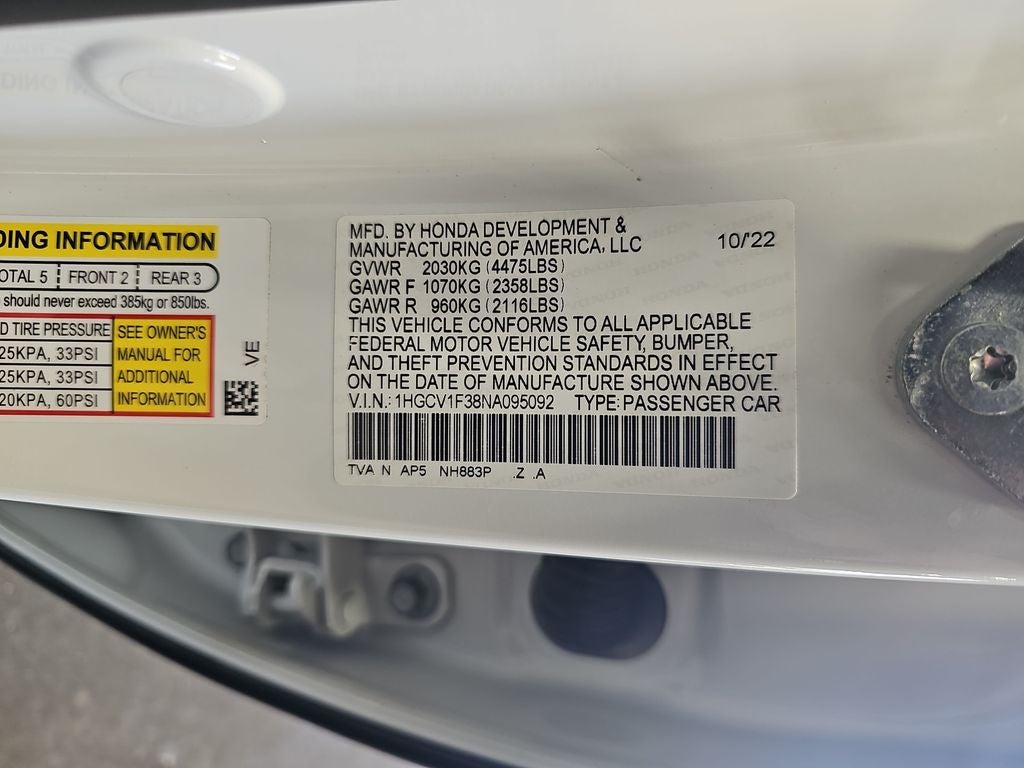 DING INFORMATION
OTAL 5 FRONT 2 REAR 3
should never exceed 385kg or 850lbs.
D TIRE PRESSURE
25KPA, 33PSI
25KPA, 33PSI
20KPA, 60PSI
SEE OWNER'S
MANUAL FOR
ADDITIONAL
INFORMATION
VE
MFD. BY HONDA DEVELOPMENT &
MANUFACTURING OF AMERICA, LLC 10/'22
GVWR 2030KG (4475LBS)
GAWR F 1070KG (2358LBS)
GAWR R 960KG (2116LBS)
THIS VEHICLE CONFORMS TO ALL APPLICABLE
FEDERAL MOTOR VEHICLE SAFETY, BUMPER,
AND THEFT PREVENTION STANDARDS IN EFFECT
ON THE DATE OF MANUFACTURE SHOWN ABOVE.
V.I.N.: 1HGCV1F38NA095092 TYPE: PASSENGER CAR
TVA N AP5 NH883P .Z .A